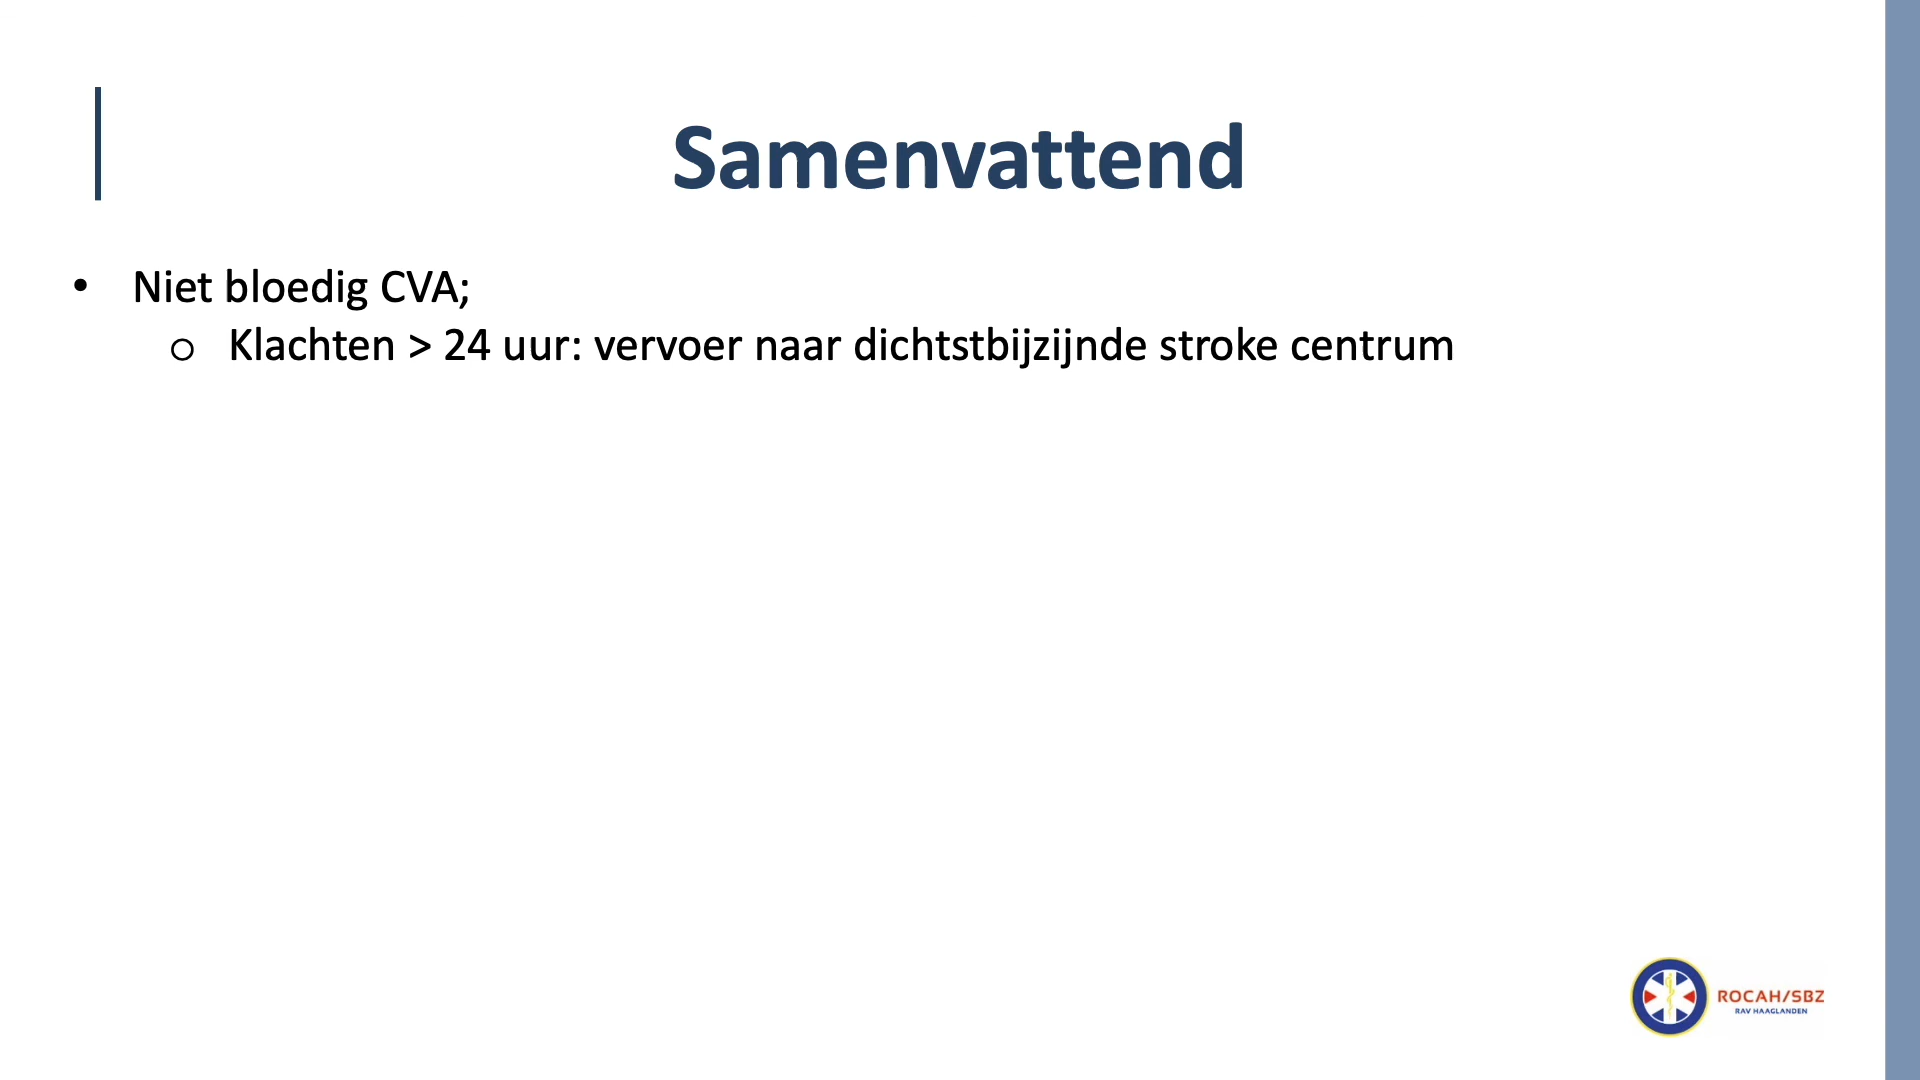 Samenvattend
• Niet bloedig CVA;
o Klachten > 24 uur: vervoer naar dichtstbijzijnde stroke centrum
ROCAH/SBZ
RAV HAAGLANDEN